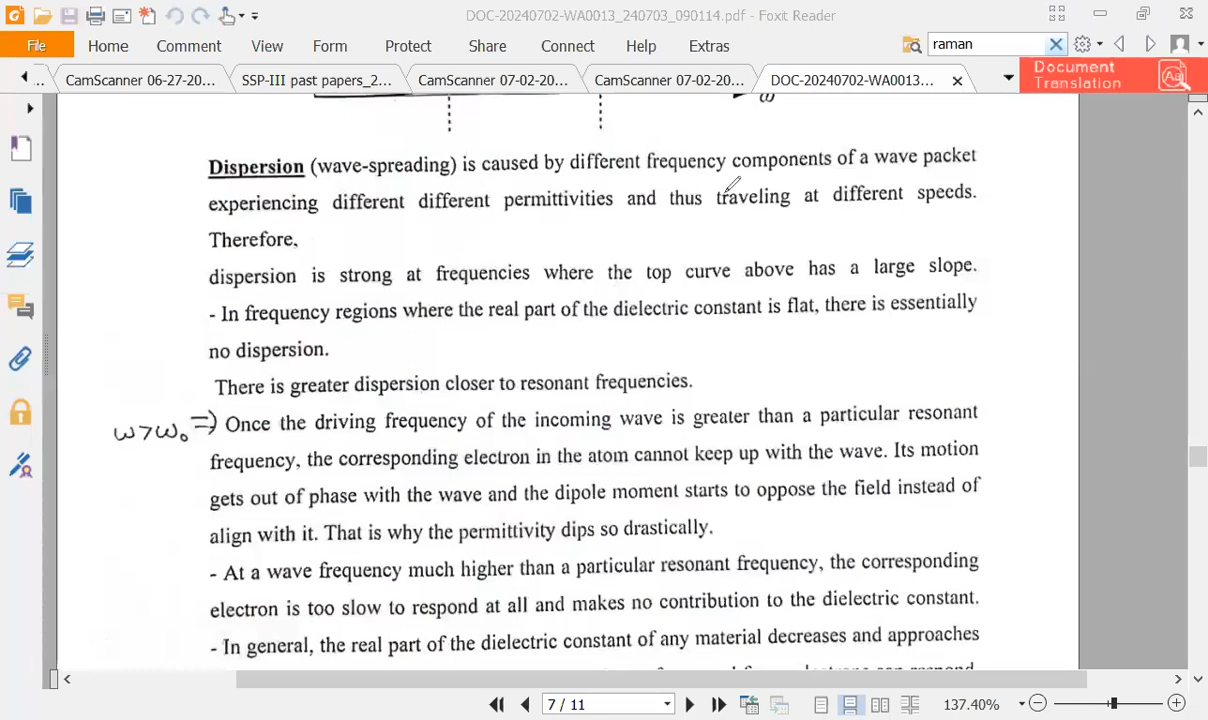 DOC-20240702-WA0013_240703_090114.pdf - Foxit Reader
File Home Comment View Form Protect Share Connect Help Extras raman
.. CamScanner 06-27-20... SSP-III past papers_2... CamScanner 07-02-20... CamScanner 07-02-20... DOC-20240702-WA0013... Document
Translation
ω
Dispersion (wave-spreading) is caused by different frequency components of a wave packet
experiencing different different permittivities and thus traveling at different speeds.
Therefore,
dispersion is strong at frequencies where the top curve above has a large slope.
- In frequency regions where the real part of the dielectric constant is flat, there is essentially
no dispersion.
There is greater dispersion closer to resonant frequencies.
ω>ω₀ ⇒ Once the driving frequency of the incoming wave is greater than a particular resonant
frequency, the corresponding electron in the atom cannot keep up with the wave. Its motion
gets out of phase with the wave and the dipole moment starts to oppose the field instead of
align with it. That is why the permittivity dips so drastically.
- At a wave frequency much higher than a particular resonant frequency, the corresponding
electron is too slow to respond at all and makes no contribution to the dielectric constant.
- In general, the real part of the dielectric constant of any material decreases and approaches
7 / 11 137.40%